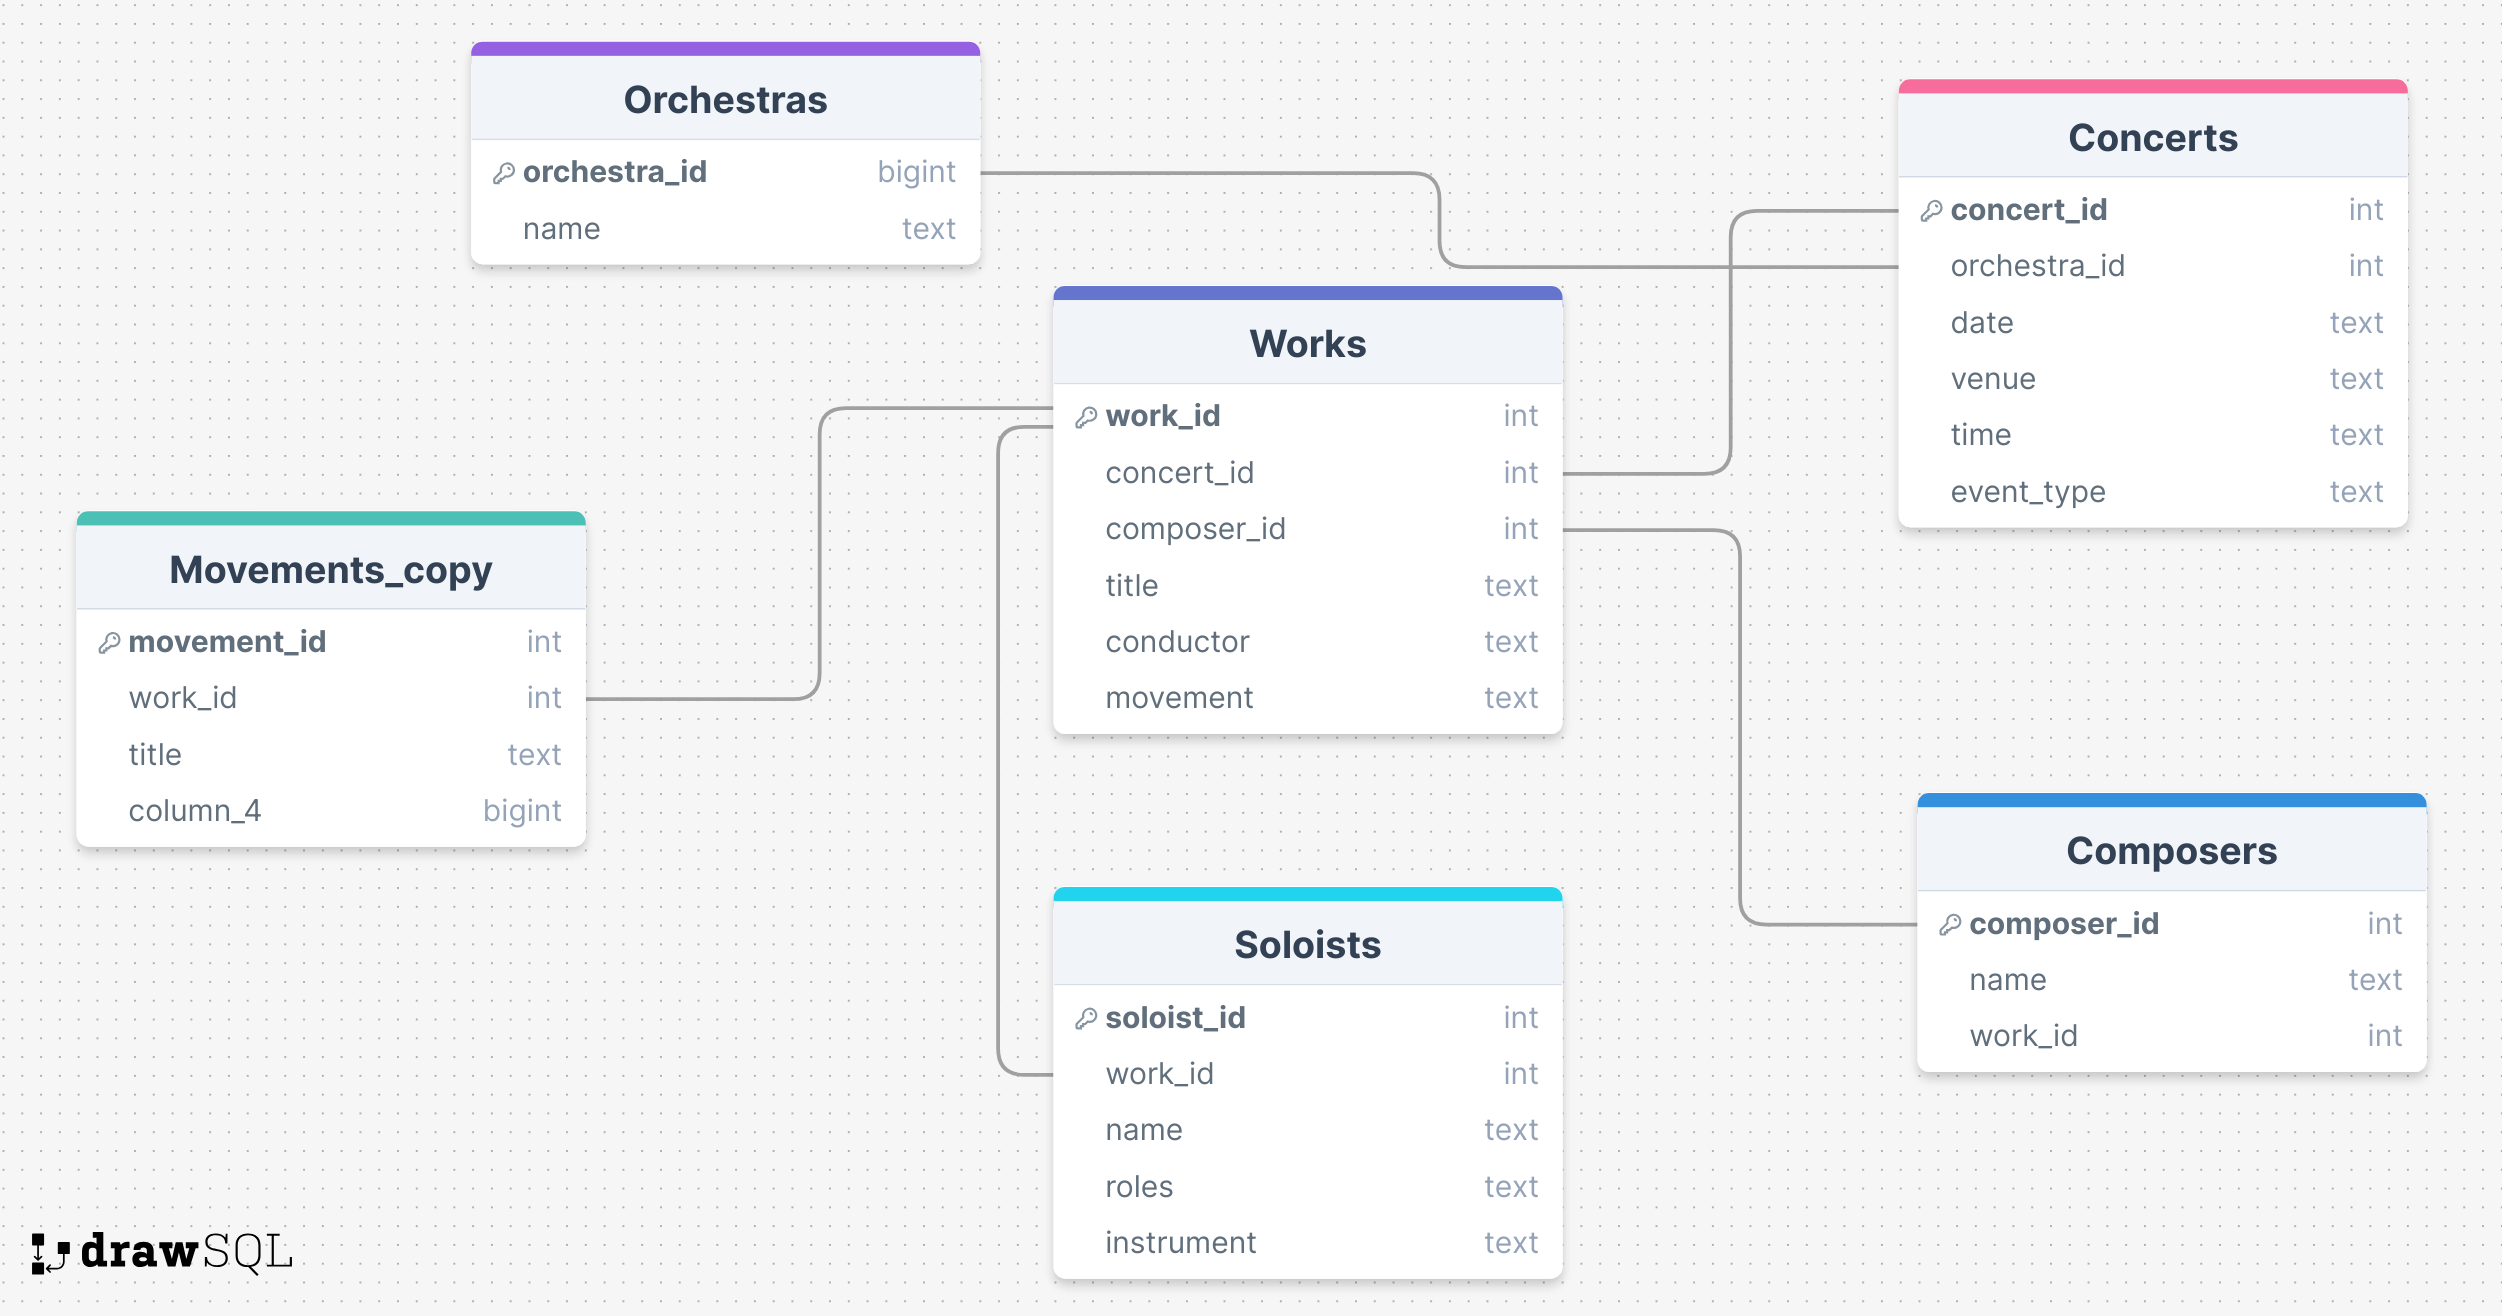 Orchestras
orchestra_id bigint
name text
Concerts
concert_id int
orchestra_id int
date text
venue text
time text
event_type text
Works
work_id int
concert_id int
composer_id int
title text
conductor text
movement text
Movements_copy
movement_id int
work_id int
title text
column_4 bigint
Composers
composer_id int
name text
work_id int
Soloists
soloist_id int
work_id int
name text
roles text
instrument text
drawSQL